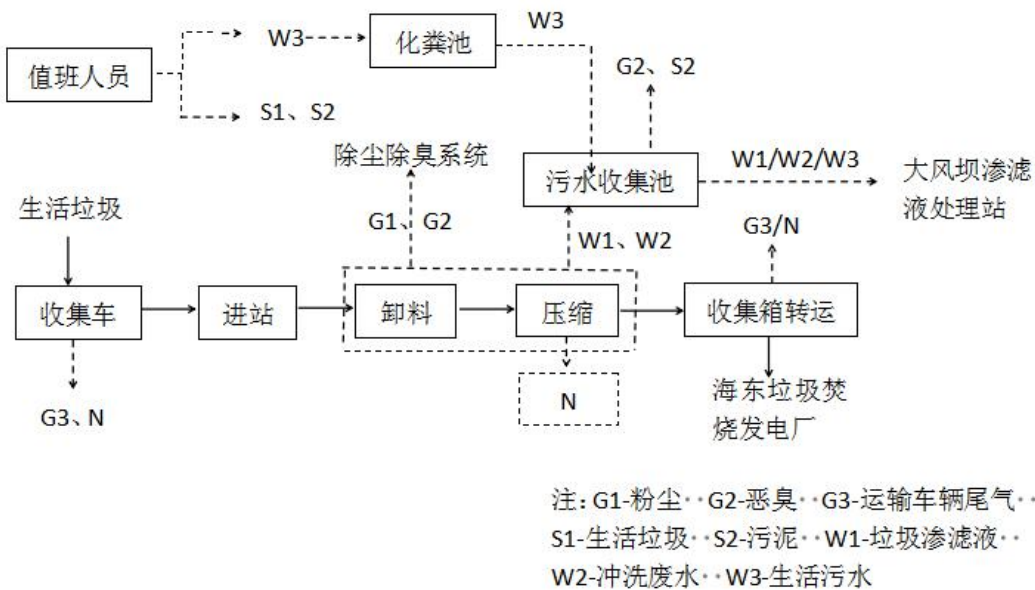 W3
W3
化粪池
值班人员
G2、S2
S1、S2
除尘除臭系统
污水收集池
W1/W2/W3
大风坝渗滤
液处理站
生活垃圾
G1、G2
W1、W2
G3/N
收集车
进站
卸料
压缩
收集箱转运
G3、N
N
海东垃圾焚
烧发电厂
注：G1-粉尘··G2-恶臭··G3-运输车辆尾气··
S1-生活垃圾··S2-污泥··W1-垃圾渗滤液··
W2-冲洗废水··W3-生活污水